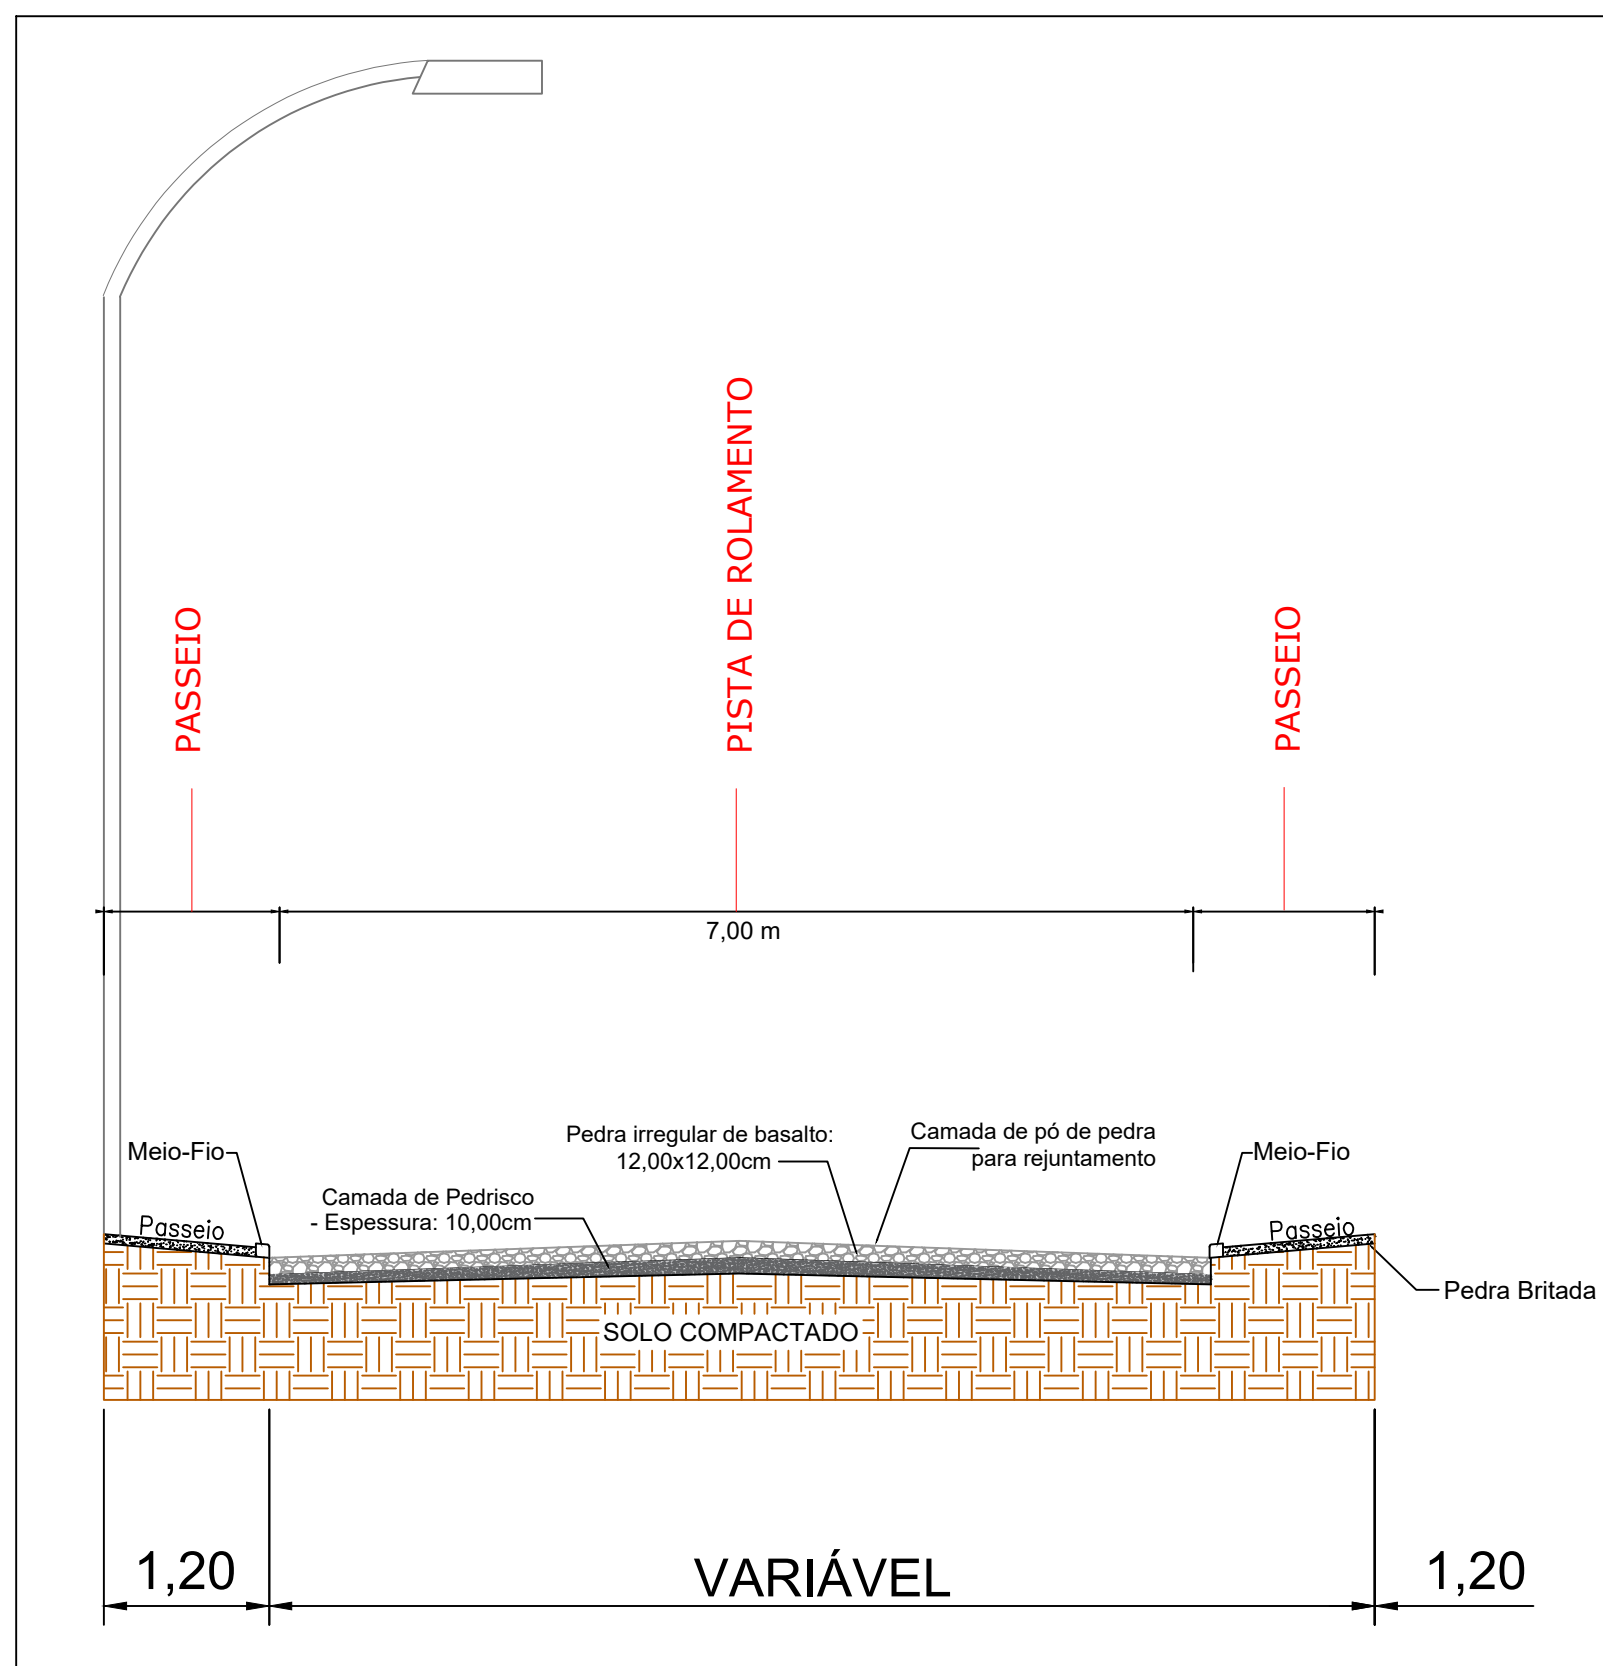 PASSEIO
PISTA DE ROLAMENTO
PASSEIO
7,00 m
Meio-Fio
Pedra irregular de basalto:
12,00x12,00cm
Camada de pó de pedra
para rejuntamento
Meio-Fio
Camada de Pedrisco
- Espessura: 10,00cm
Passeio
Passeio
Pedra Britada
SOLO COMPACTADO
1,20
VARIÁVEL
1,20